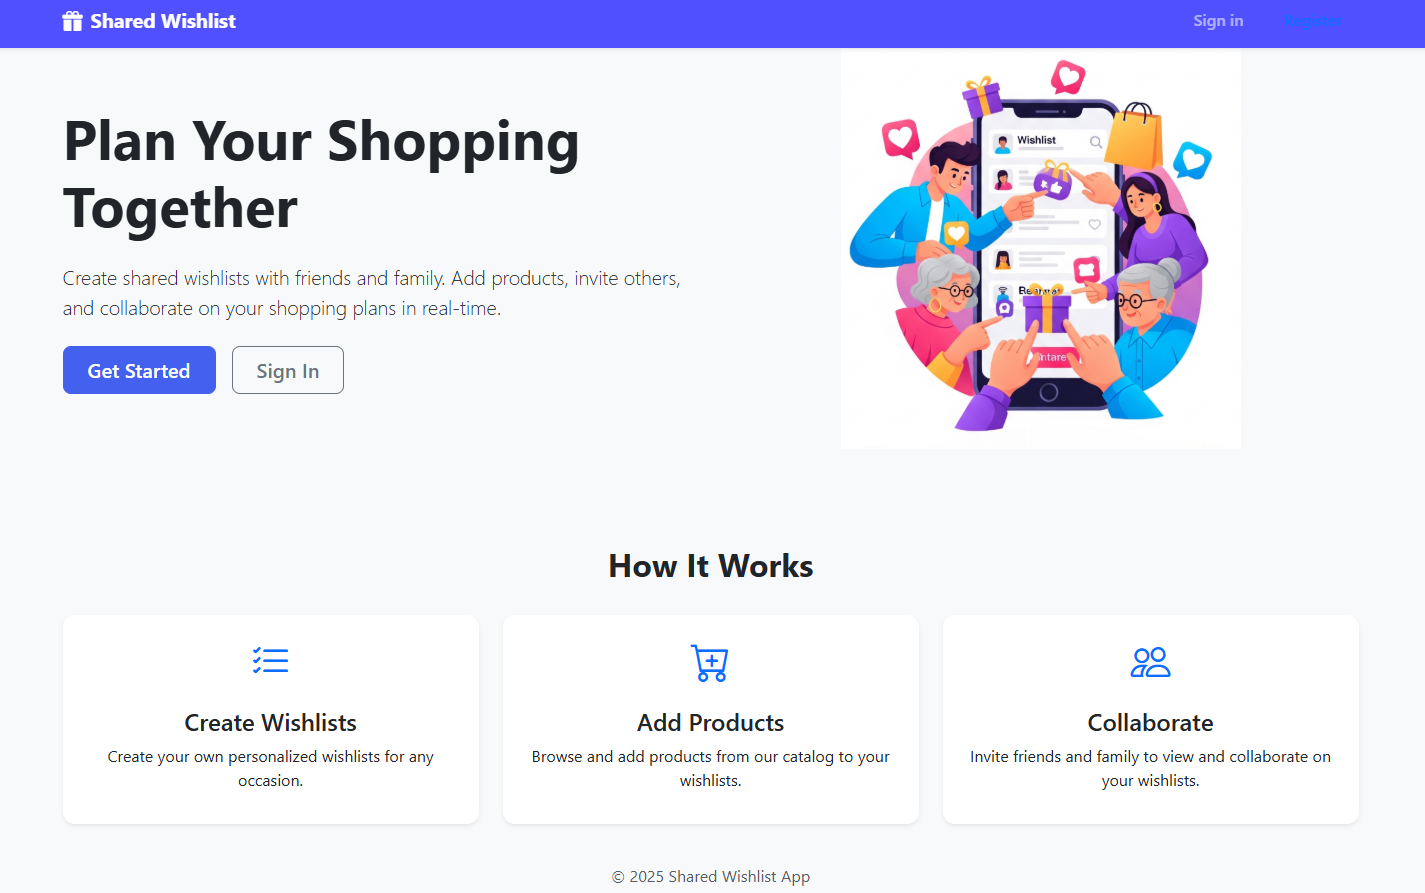 Shared Wishlist
Sign in
Register
Plan Your Shopping
Together
Create shared wishlists with friends and family. Add products, invite others,
and collaborate on your shopping plans in real-time.
Get Started
Sign In
Wishlist
How It Works
Create Wishlists
Create your own personalized wishlists for any
occasion.
Add Products
Browse and add products from our catalog to your
wishlists.
Collaborate
Invite friends and family to view and collaborate on
your wishlists.
© 2025 Shared Wishlist App